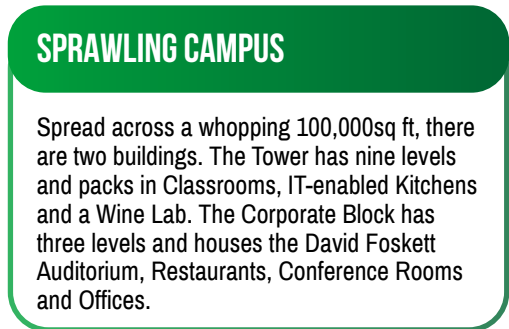 SPRAWLING CAMPUS
Spread across a whopping 100,000sq ft, there
are two buildings. The Tower has nine levels
and packs in Classrooms, IT-enabled Kitchens
and a Wine Lab. The Corporate Block has
three levels and houses the David Foskett
Auditorium, Restaurants, Conference Rooms
and Offices.